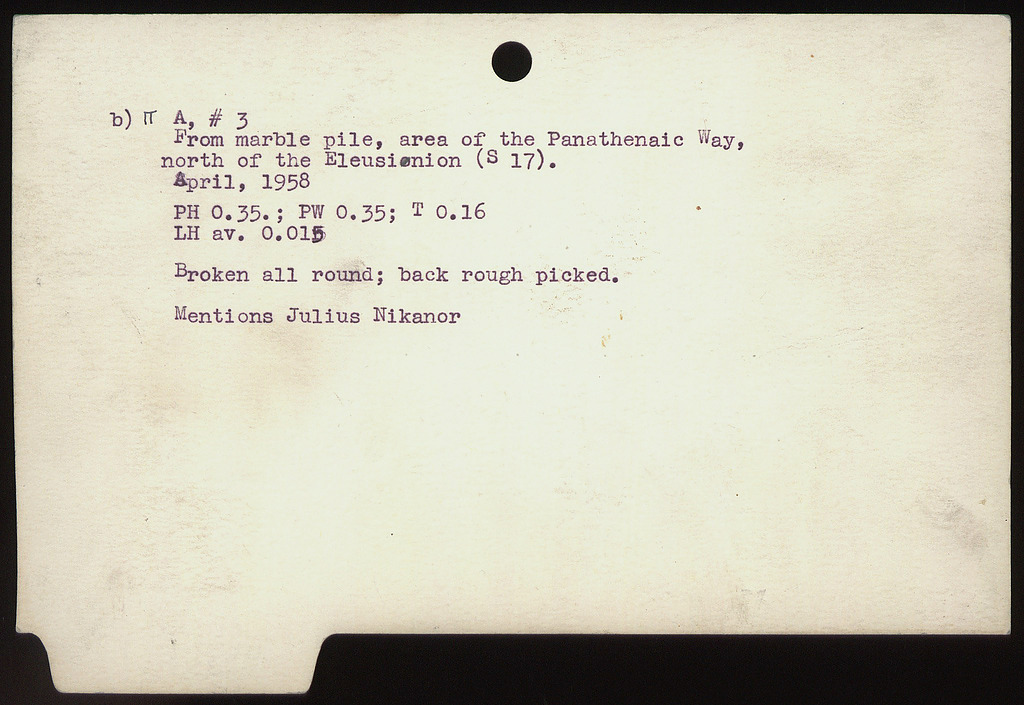 b) Π A, # 3
From marble pile, area of the Panathenaic Way,
north of the Eleusinion (S 17).
April, 1958
PH 0.35.; PW 0.35; T 0.16
LH av. 0.015
Broken all round; back rough picked.
Mentions Julius Nikanor